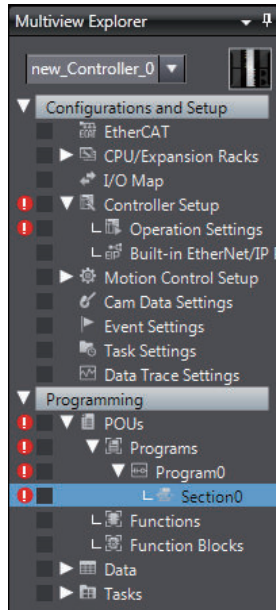 Multiview Explorer
new_Controller_0
Configurations and Setup
EtherCAT
CPU/Expansion Racks
I/O Map
Controller Setup
Operation Settings
Built-in EtherNet/IP
Motion Control Setup
Cam Data Settings
Event Settings
Task Settings
Data Trace Settings
Programming
POUs
Programs
Program0
Section0
Functions
Function Blocks
Data
Tasks